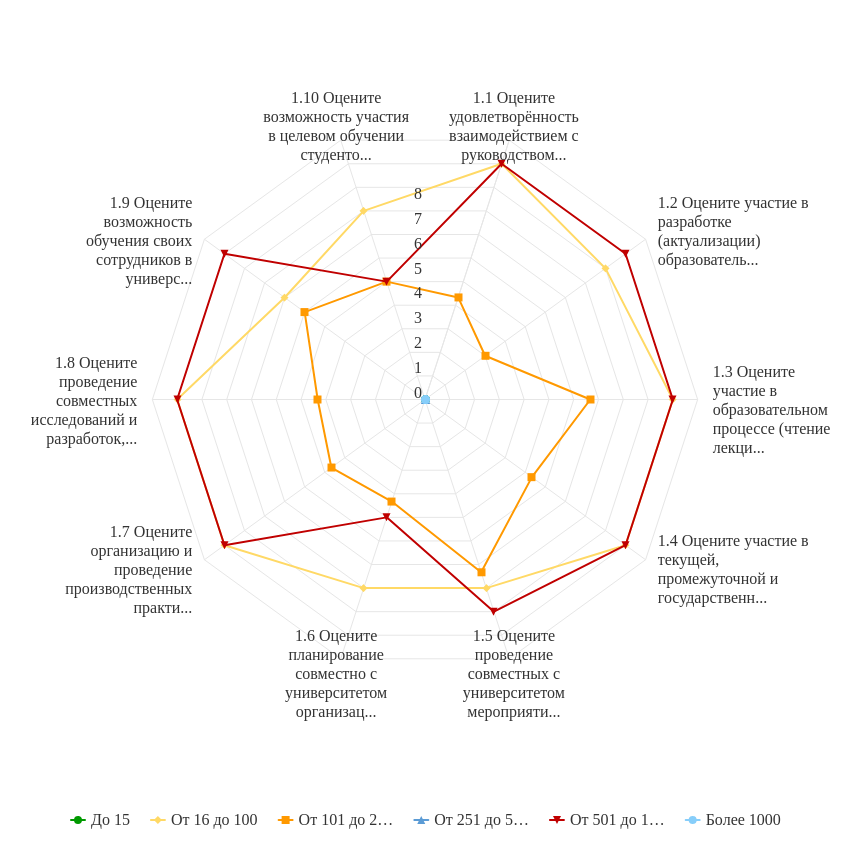 1.10 Оцените
возможность участия
в целевом обучении
студенто...
1.1 Оцените
удовлетворённость
взаимодействием с
руководством...
1.9 Оцените
возможность
обучения своих
сотрудников в
универс...
1.2 Оцените участие в
разработке
(актуализации)
образователь...
8
7
6
5
4
3
2
1
0
1.8 Оцените
проведение
совместных
исследований и
разработок,...
1.3 Оцените
участие в
образовательном
процессе (чтение
лекци...
1.7 Оцените
организацию и
проведение
производственных
практи...
1.4 Оцените участие в
текущей,
промежуточной и
государственн...
1.6 Оцените
планирование
совместно с
университетом
организац...
1.5 Оцените
проведение
совместных с
университетом
мероприяти...
До 15 От 16 до 100 От 101 до 2… От 251 до 5… От 501 до 1… Более 1000